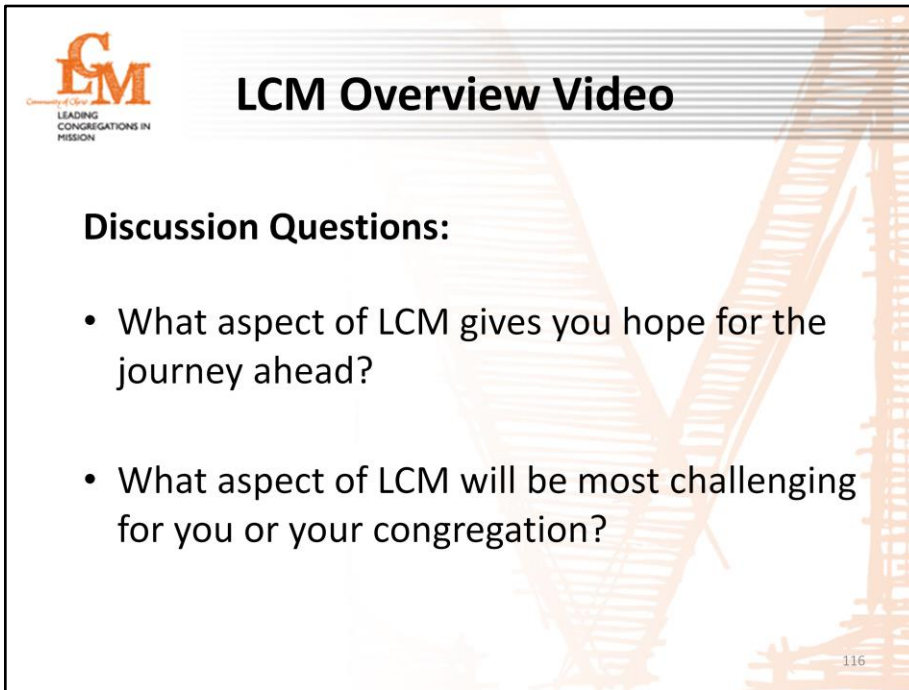 LCM
Community of Christ
LEADING
CONGREGATIONS IN
MISSION
LCM Overview Video
Discussion Questions:
• What aspect of LCM gives you hope for the
journey ahead?
• What aspect of LCM will be most challenging
for you or your congregation?
116